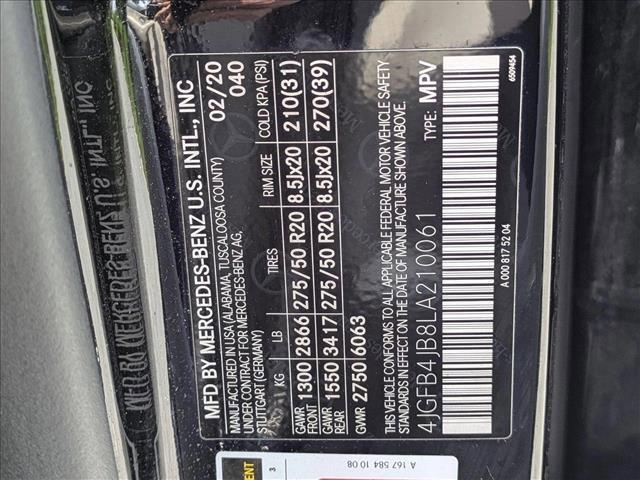 MFD BY MERCEDES-BENZ U.S. INTL., INC
MANUFACTURED IN USA (ALABAMA, TUSCALOOSA COUNTY) 02/20
UNDER CONTRACT FOR MERCEDES-BENZ AG, 040
STUTTGART (GERMANY)
KG LB TIRES RIM SIZE COLD KPA (PSI)
GAWR FRONT 1300 2866 275/50 R20 8.5Jx20 210(31)
GAWR REAR 1550 3417 275/50 R20 8.5Jx20 270(39)
GVWR 2750 6063
THIS VEHICLE CONFORMS TO ALL APPLICABLE FEDERAL MOTOR VEHICLE SAFETY
STANDARDS IN EFFECT ON THE DATE OF MANUFACTURE SHOWN ABOVE.
4JGFB4JB8LA210061 TYPE: MPV
A 000 817 52 04
6509454
A 167 584 10 08
3